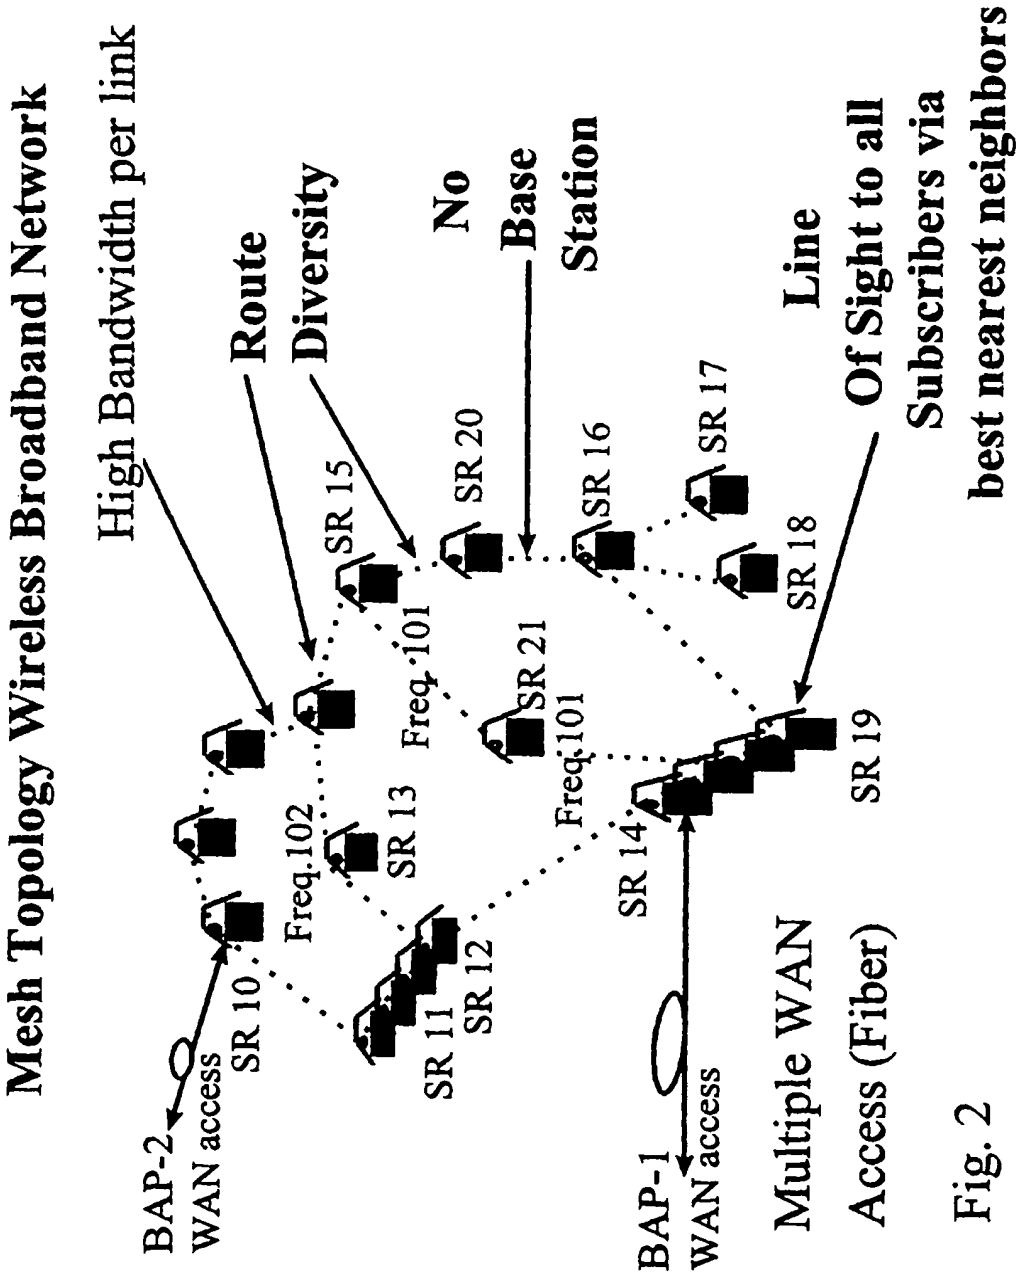 Mesh Topology Wireless Broadband Network
High Bandwidth per link
Route
Diversity
No
Base
Station
Line
Of Sight to all
Subscribers via
best nearest neighbors
BAP-2
WAN access
SR 10
Freq.102
SR 13
SR 11
SR 12
SR 15
Freq.101
SR 20
SR 21
Freq.101
SR 16
SR 17
SR 18
SR 14
SR 19
BAP-1
WAN access
Multiple WAN
Access (Fiber)
Fig. 2